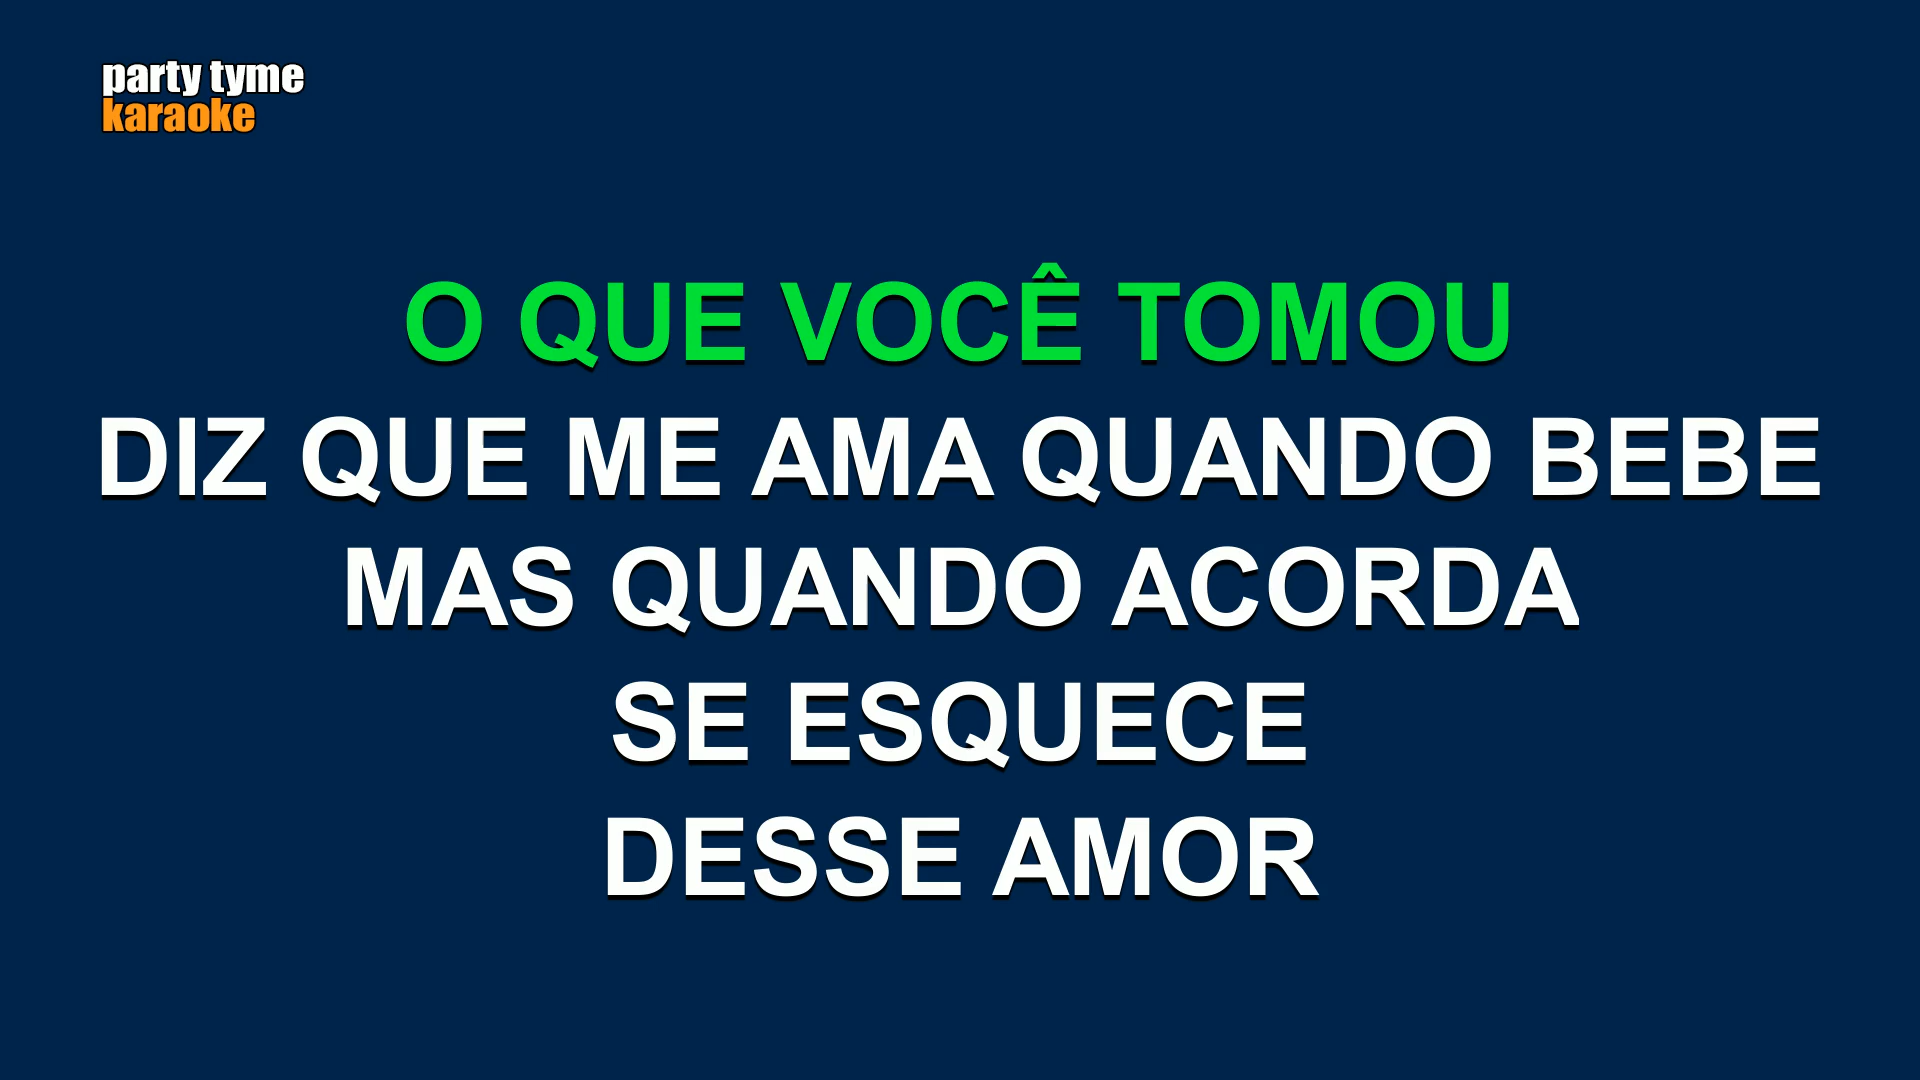 party tyme
karaoke
O QUE VOCÊ TOMOU
DIZ QUE ME AMA QUANDO BEBE
MAS QUANDO ACORDA
SE ESQUECE
DESSE AMOR